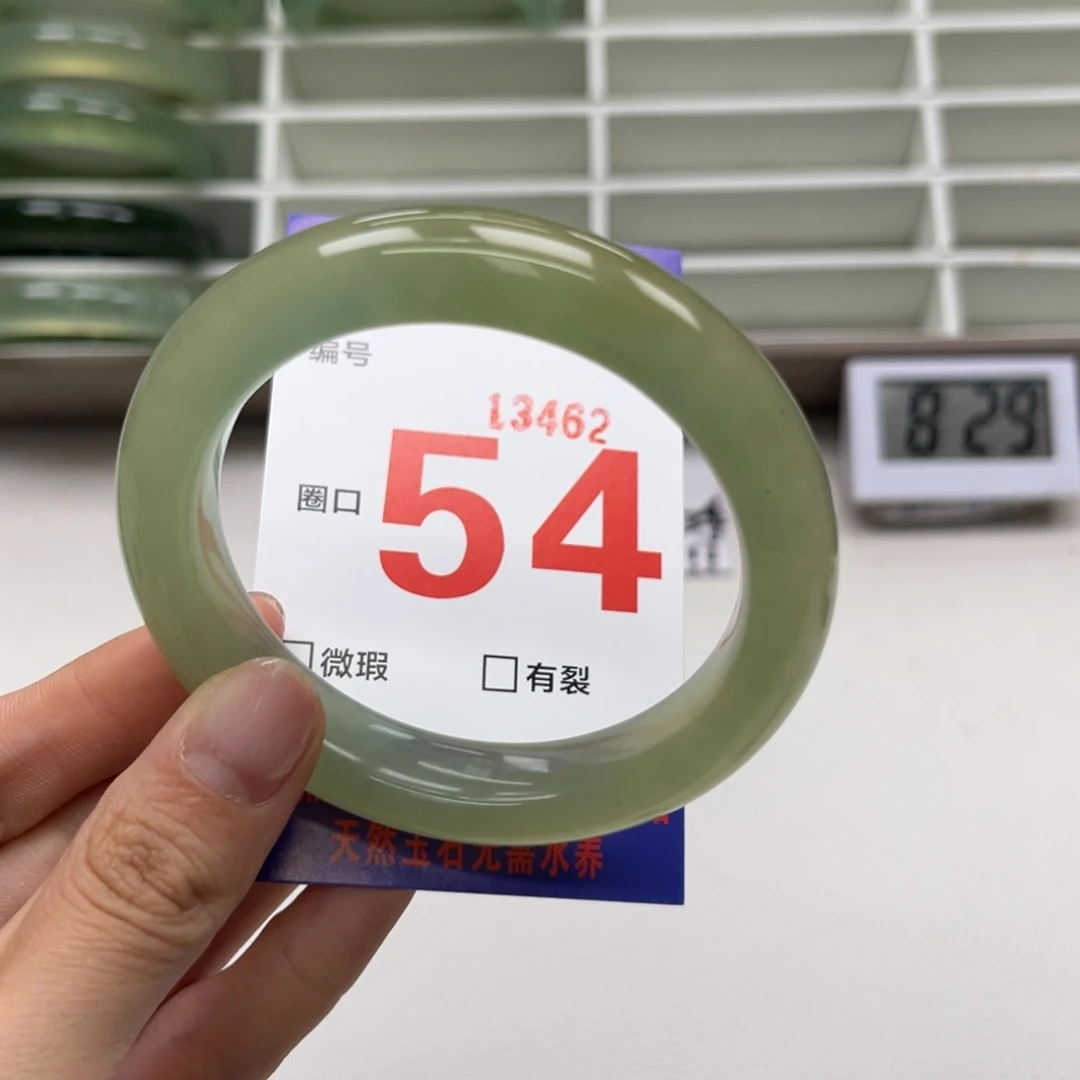 编号
13462
圈口 54
□微瑕 □有裂
天然玉石无需水养
8 29